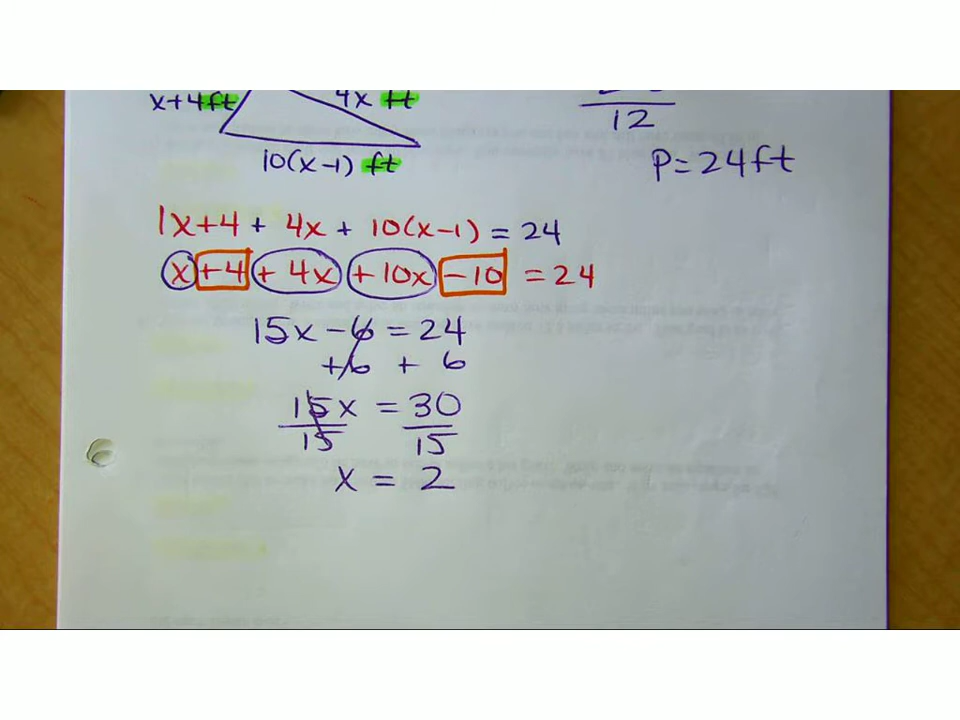 x+4ft 4x ft
12
10(x-1) ft
P=24ft
1x+4 + 4x + 10(x-1) = 24
x +4 + 4x +10x -10 = 24
15x - 6 = 24
+6 + 6
15x = 30
15 15
x = 2